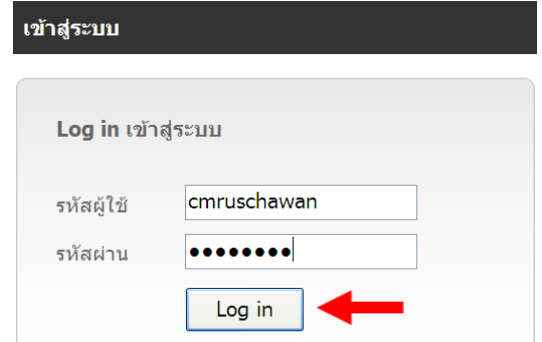 เข้าสู่ระบบ
Log in เข้าสู่ระบบ
รหัสผู้ใช้ cmruschawan
รหัสผ่าน ●●●●●●●●
Log in